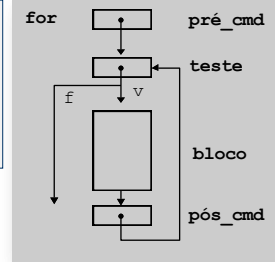 for pré_cmd
teste
f v
bloco
pós_cmd